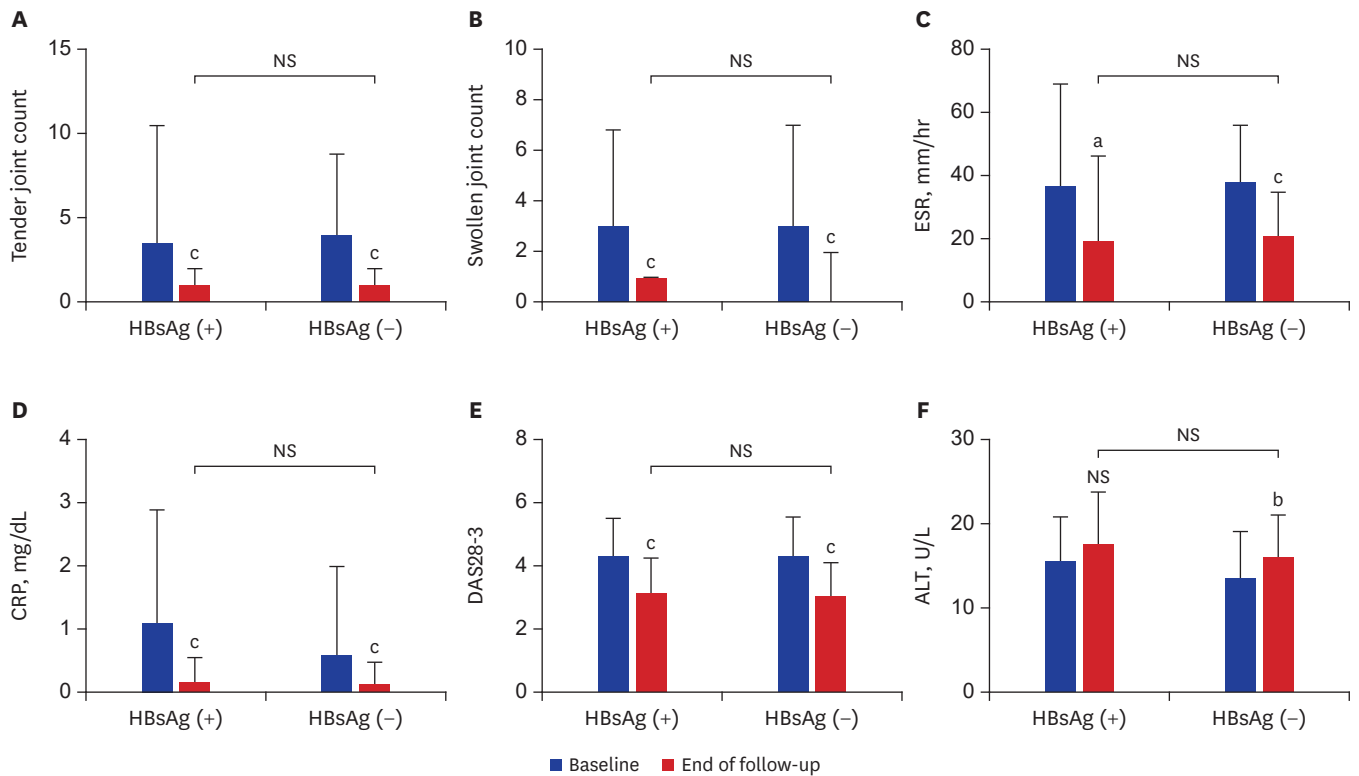 A
Tender joint count
15
10
5
0
NS
c
c
HBsAg (+)
HBsAg (−)
B
Swollen joint count
10
8
6
4
2
0
NS
c
c
HBsAg (+)
HBsAg (−)
C
ESR, mm/hr
80
60
40
20
0
NS
a
c
HBsAg (+)
HBsAg (−)
D
CRP, mg/dL
4
3
2
1
0
NS
c
c
HBsAg (+)
HBsAg (−)
E
DAS28-3
8
6
4
2
0
NS
c
c
HBsAg (+)
HBsAg (−)
F
ALT, U/L
30
20
10
0
NS
NS
b
HBsAg (+)
HBsAg (−)
Baseline
End of follow-up